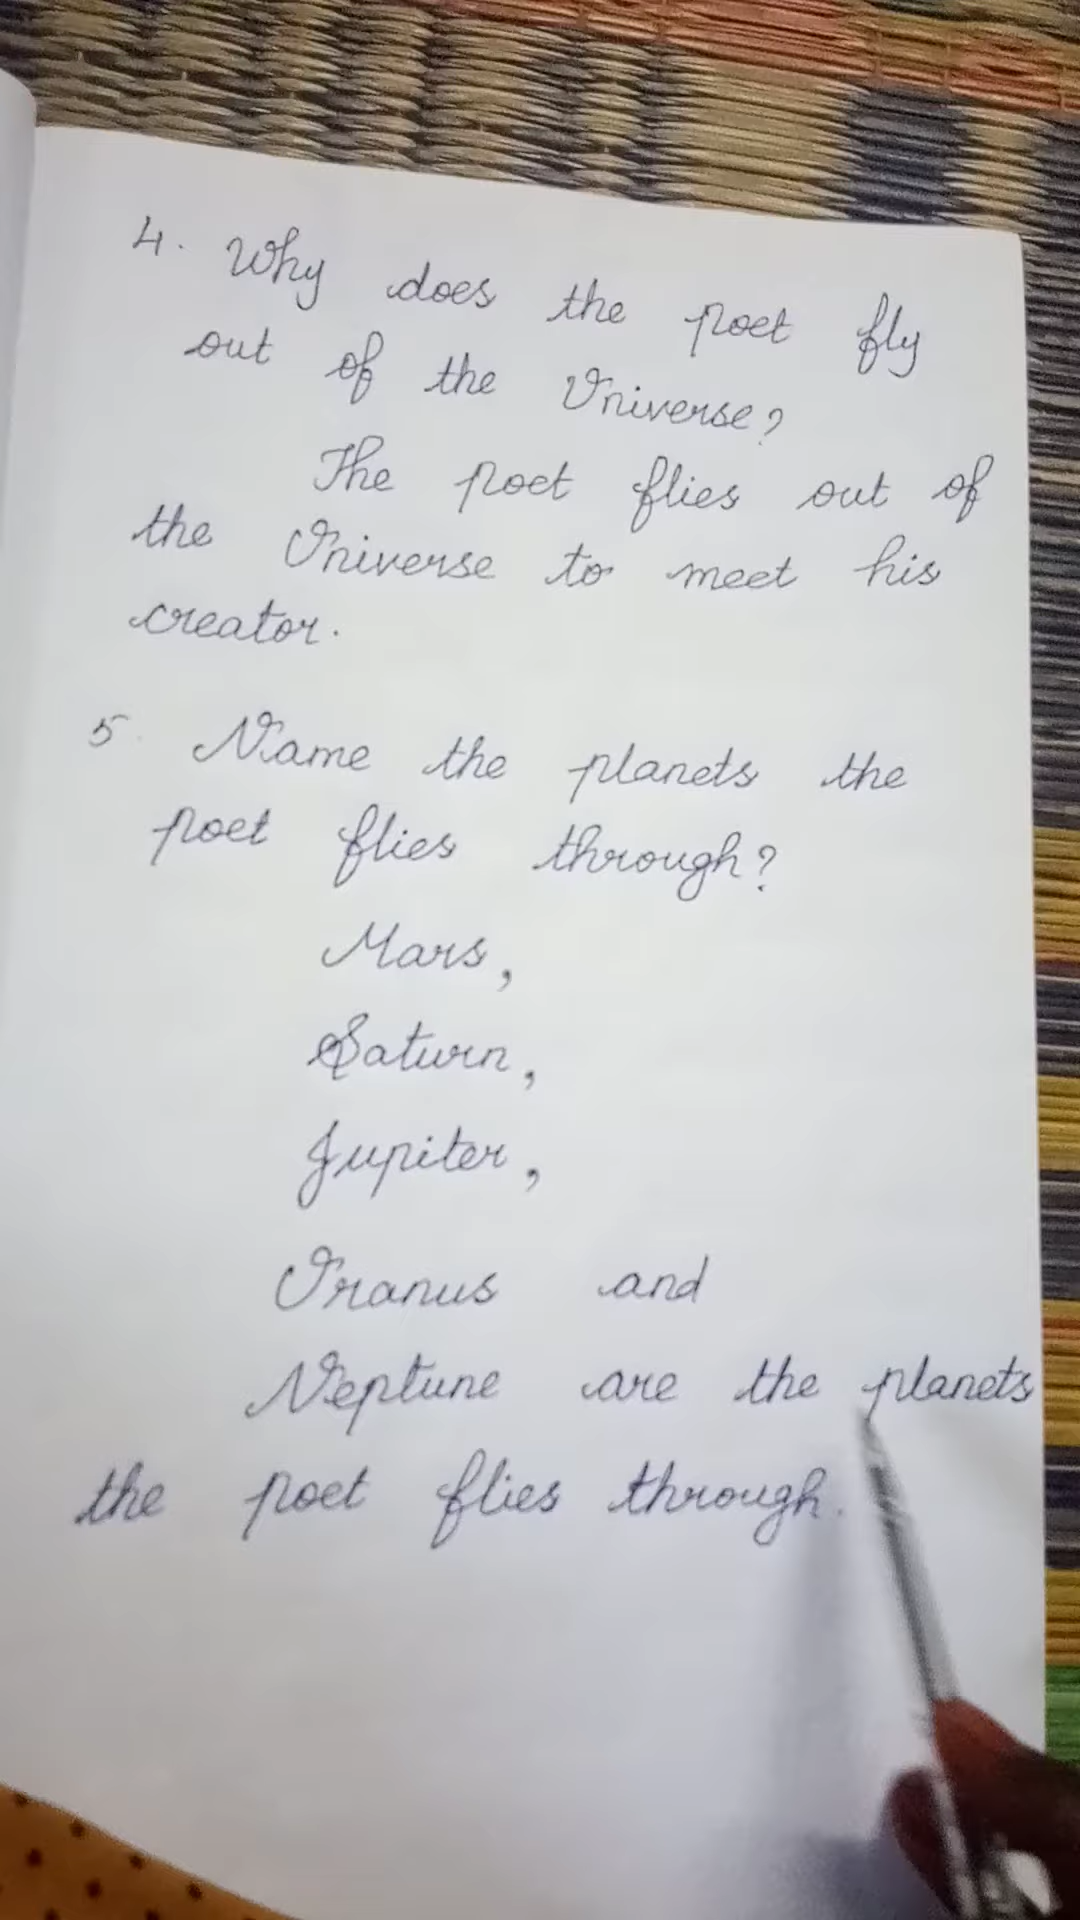 4. Why does the poet fly
out of the Universe?
The poet flies out of
the Universe to meet his
creator.
5. Name the planets the
poet flies through?
Mars,
Saturn,
Jupiter,
Uranus and
Neptune are the planets
the poet flies through.